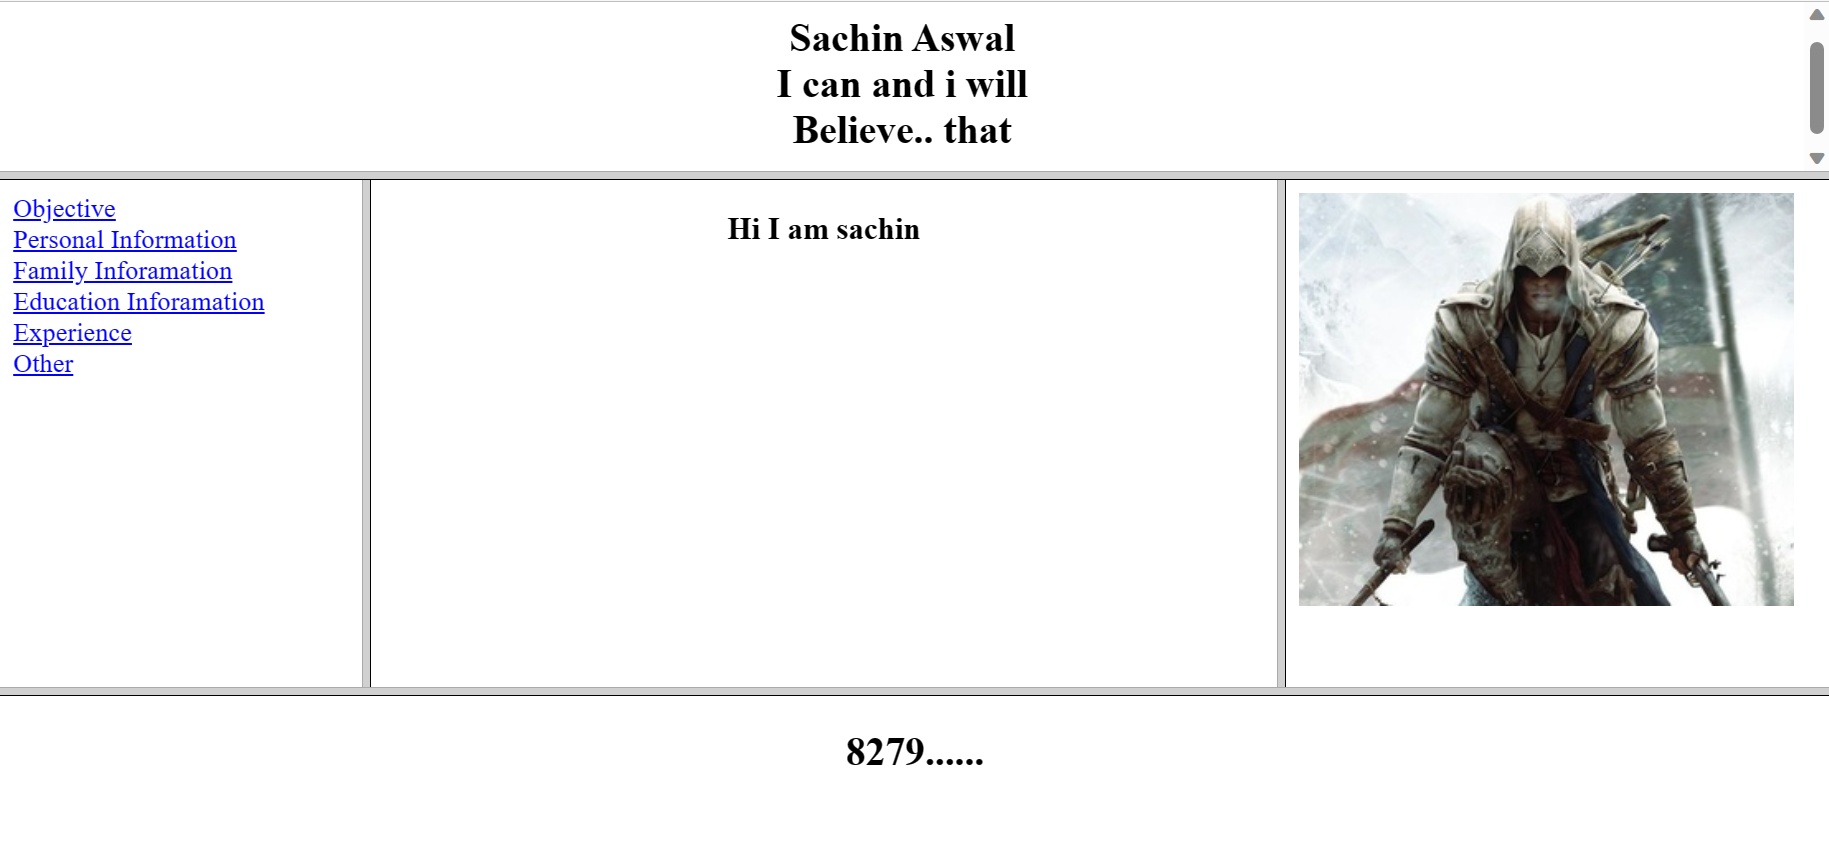 Sachin Aswal
I can and i will
Believe.. that
Objective
Personal Information
Family Inforamation
Education Inforamation
Experience
Other
Hi I am sachin
8279......